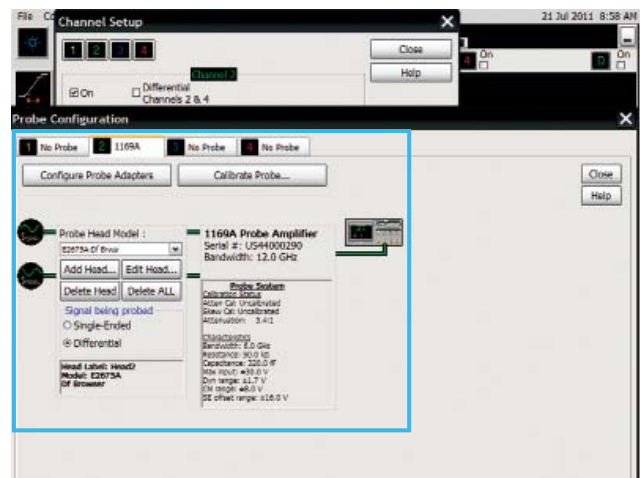 File
Channel Setup
21 Jul 2011 8:58 AM
1 2 3 4
Close
Help
Channel 2
On
Differential
Channels 2 & 4
4 On
D On
Probe Configuration
1 No Probe 2 1169A 3 No Probe 4 No Probe
Configure Probe Adapters
Calibrate Probe...
Close
Help
Probe Head Model :
E2675A Df Brwsr
Add Head... Edit Head...
Delete Head Delete ALL
Signal being probed
Single-Ended
Differential
Head Label: Head2
Model: E2675A
Df Browser
1169A Probe Amplifier
Serial #: US44000290
Bandwidth: 12.0 GHz
Probe System
Calibration Status
Atten Cal: Uncalibrated
Skew Cal: Uncalibrated
Attenuation: 3.4:1
Characteristics
Bandwidth: 6.0 GHz
Resistance: 50.0 kΩ
Capacitance: 320.0 fF
Max input: ±30.0 V
Dyn range: ±1.7 V
CM range: ±8.0 V
SE offset range: ±16.0 V